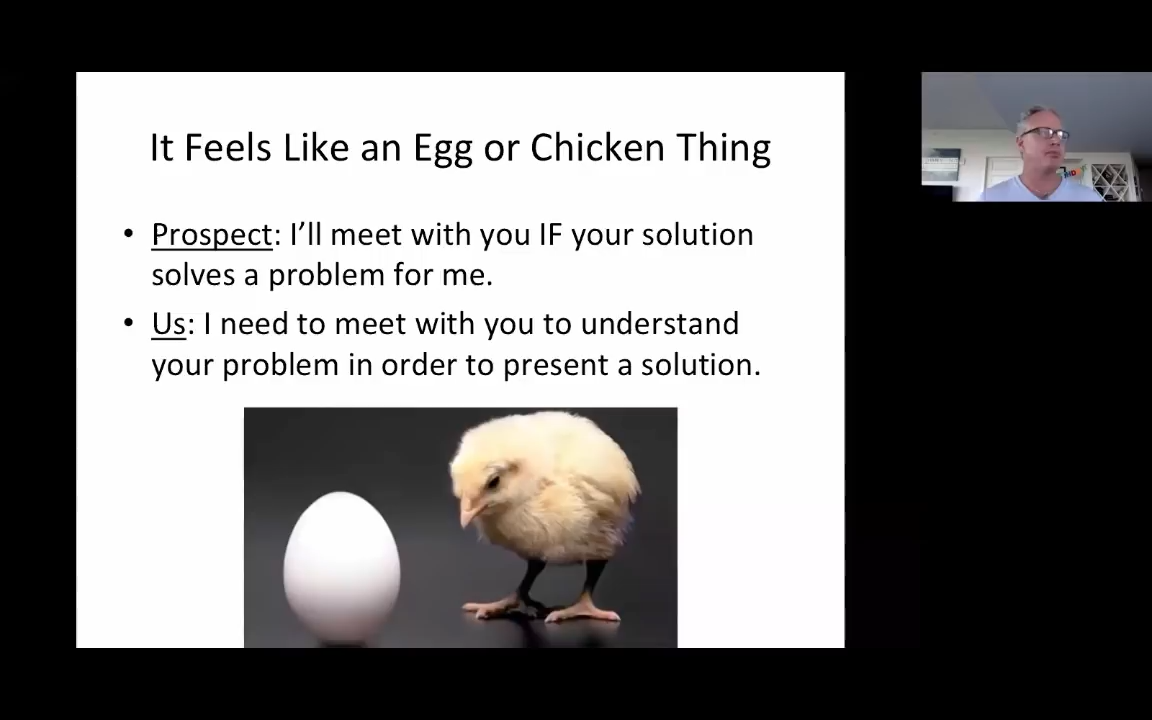 It Feels Like an Egg or Chicken Thing
• Prospect: I’ll meet with you IF your solution
solves a problem for me.
• Us: I need to meet with you to understand
your problem in order to present a solution.